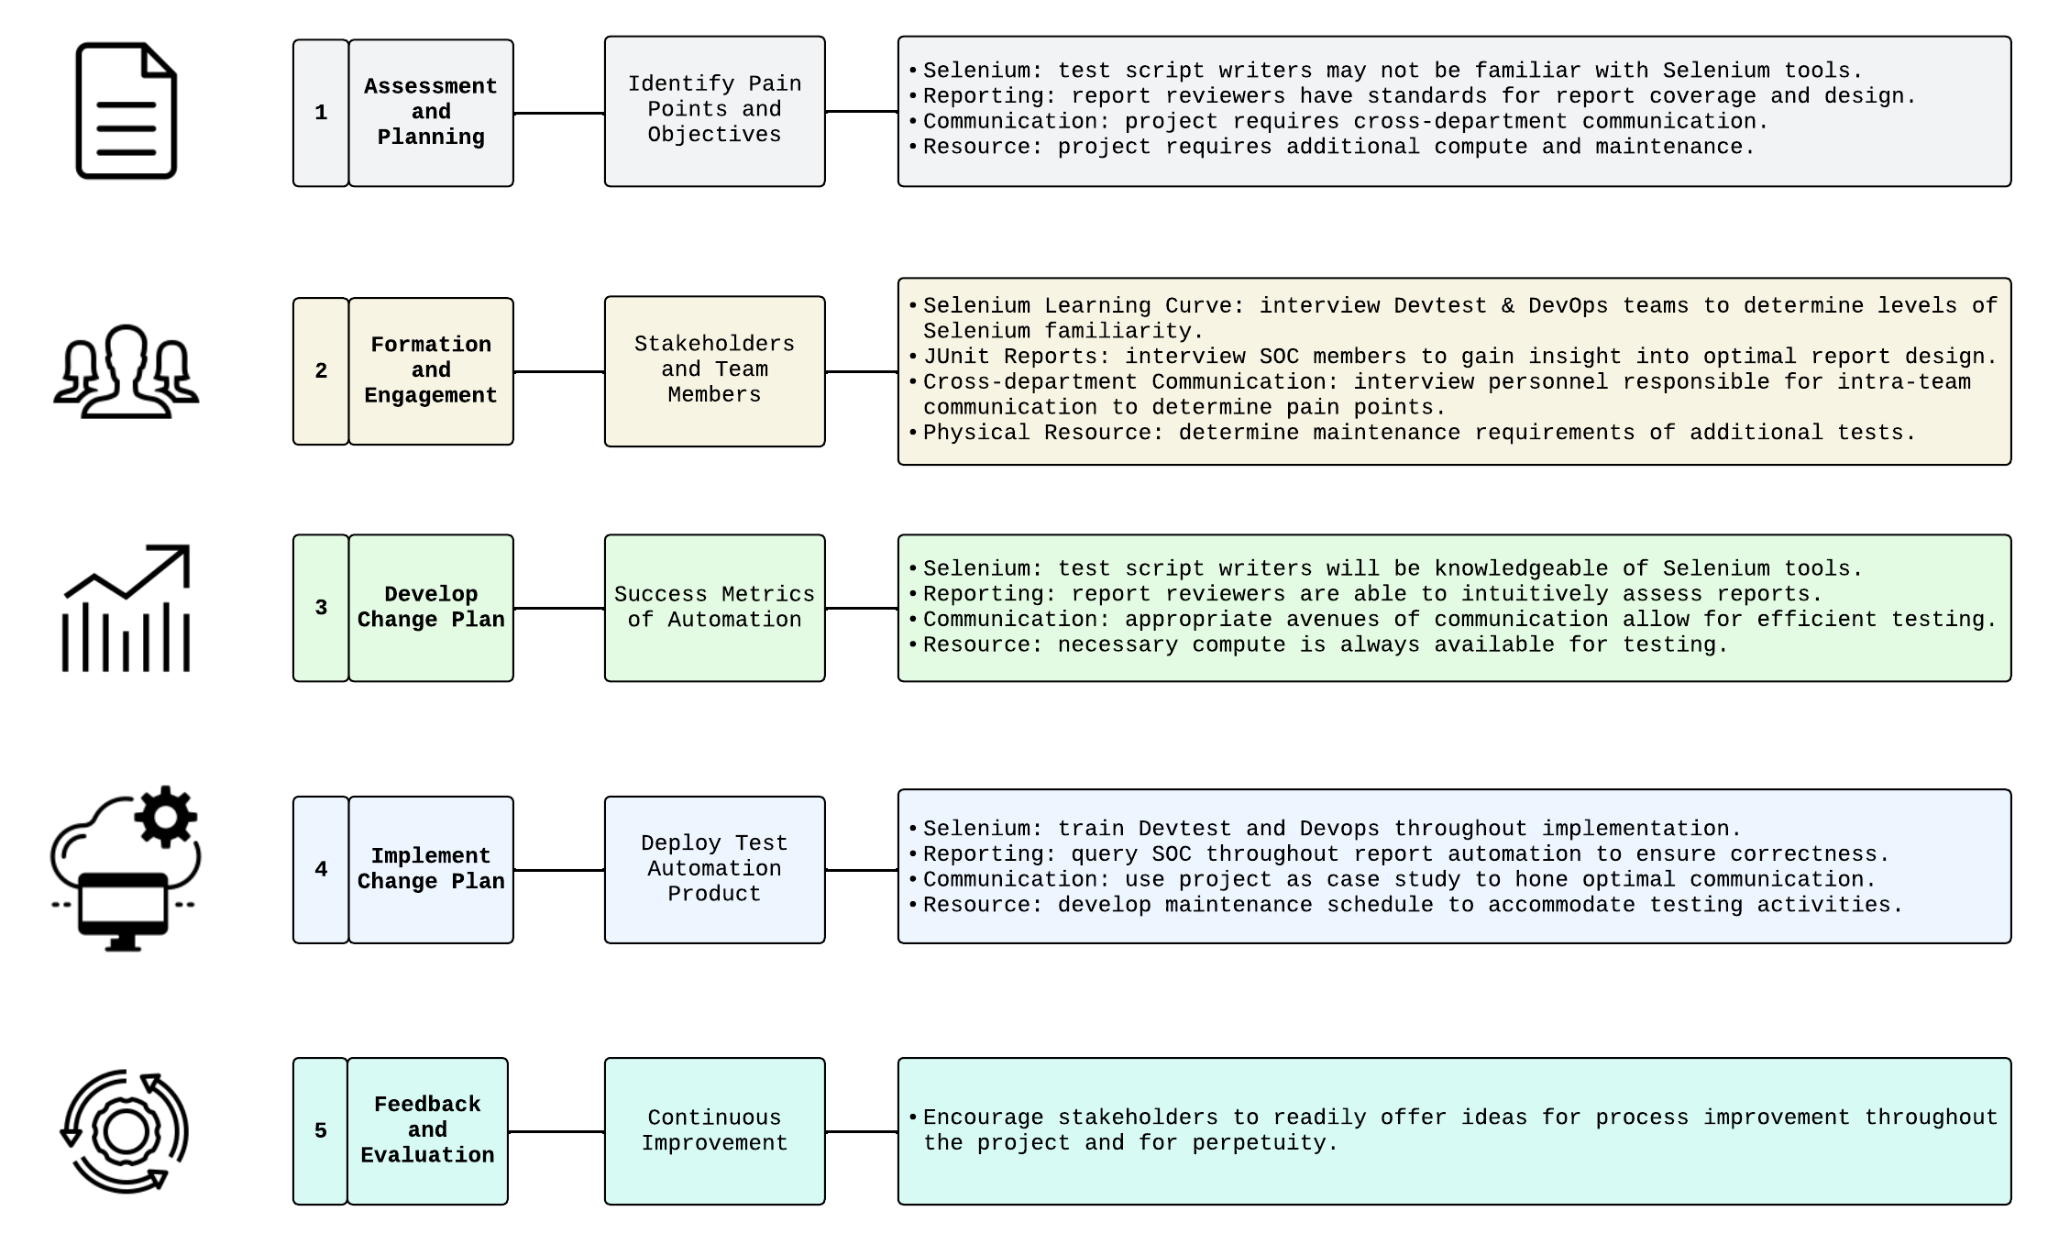 1
Assessment
and
Planning
Identify Pain
Points and
Objectives
• Selenium: test script writers may not be familiar with Selenium tools.
• Reporting: report reviewers have standards for report coverage and design.
• Communication: project requires cross-department communication.
• Resource: project requires additional compute and maintenance.
2
Formation
and
Engagement
Stakeholders
and Team
Members
• Selenium Learning Curve: interview Devtest & DevOps teams to determine levels of
Selenium familiarity.
• JUnit Reports: interview SOC members to gain insight into optimal report design.
• Cross-department Communication: interview personnel responsible for intra-team
communication to determine pain points.
• Physical Resource: determine maintenance requirements of additional tests.
3
Develop
Change Plan
Success Metrics
of Automation
• Selenium: test script writers will be knowledgeable of Selenium tools.
• Reporting: report reviewers are able to intuitively assess reports.
• Communication: appropriate avenues of communication allow for efficient testing.
• Resource: necessary compute is always available for testing.
4
Implement
Change Plan
Deploy Test
Automation
Product
• Selenium: train Devtest and Devops throughout implementation.
• Reporting: query SOC throughout report automation to ensure correctness.
• Communication: use project as case study to hone optimal communication.
• Resource: develop maintenance schedule to accommodate testing activities.
5
Feedback
and
Evaluation
Continuous
Improvement
• Encourage stakeholders to readily offer ideas for process improvement throughout
the project and for perpetuity.